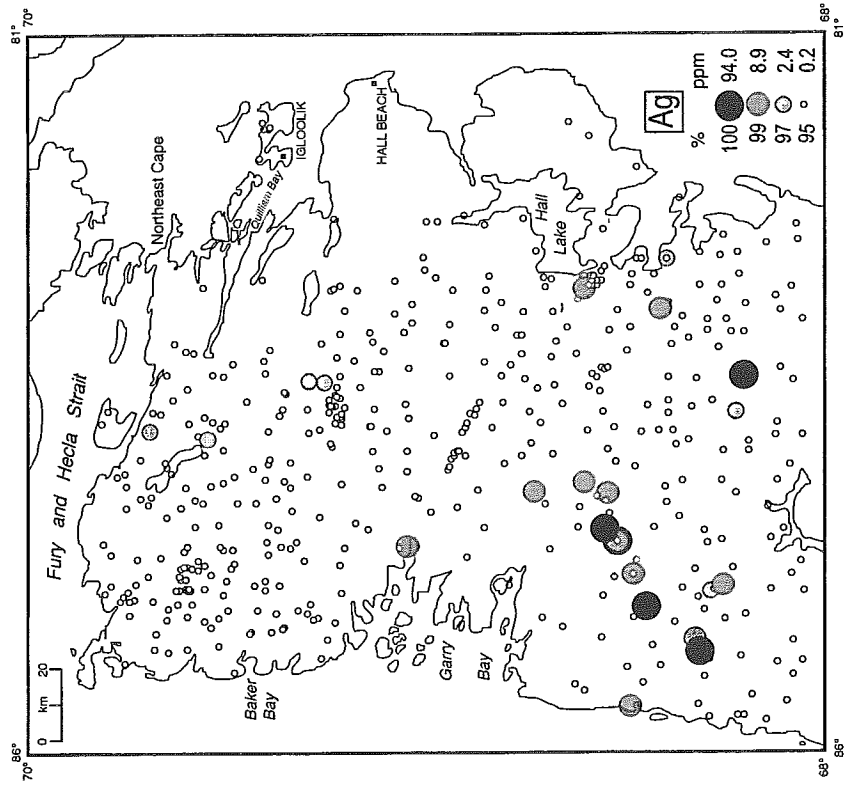 86°
81°
70°
70°
Fury and Hecla Strait
Northeast Cape
IGLOOLIK
Quilliam Bay
HALL BEACH
Baker
Bay
Garry
Bay
Hall
Lake
0 km 20
Ag
% ppm
100 94.0
99 8.9
97 2.4
95 0.2
68°
68°
86°
81°